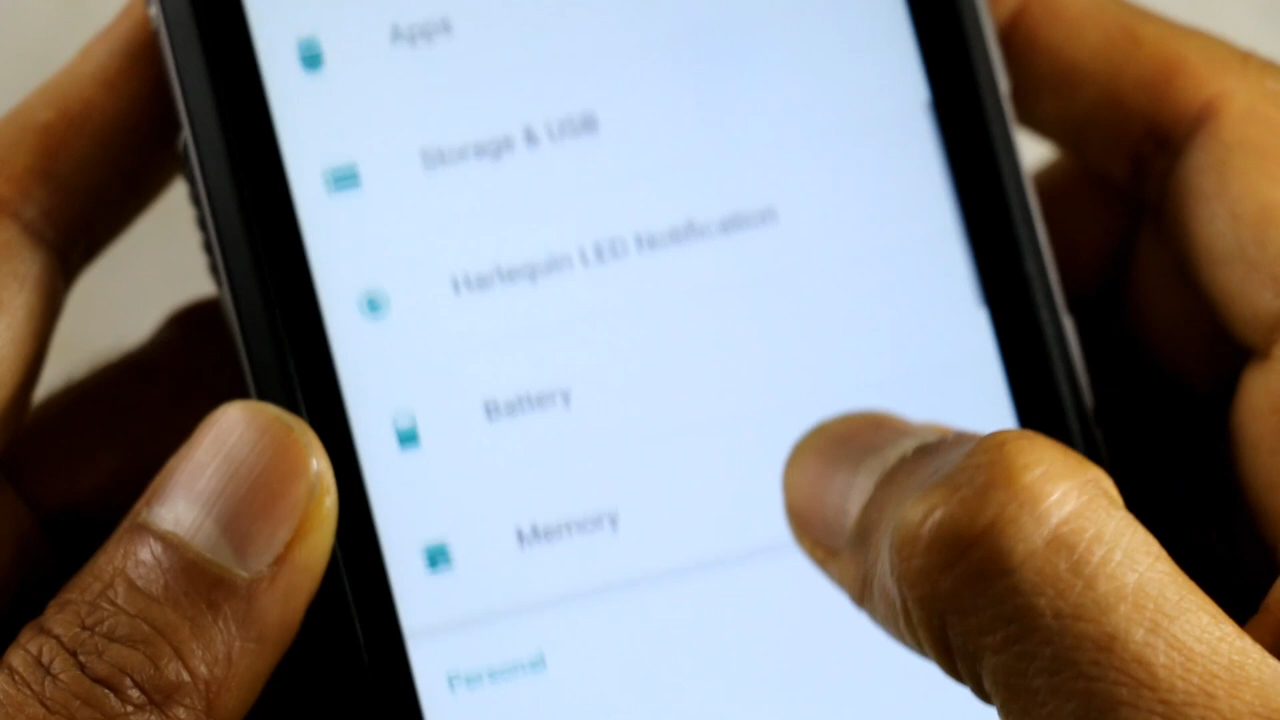 Apps
Storage & USB
Harlequin LED Notification
Battery
Memory
Personal